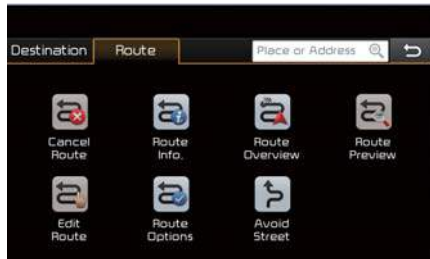 Destination
Route
Place or Address
Cancel
Route
Route
Info.
Route
Overview
Route
Preview
Edit
Route
Route
Options
Avoid
Street